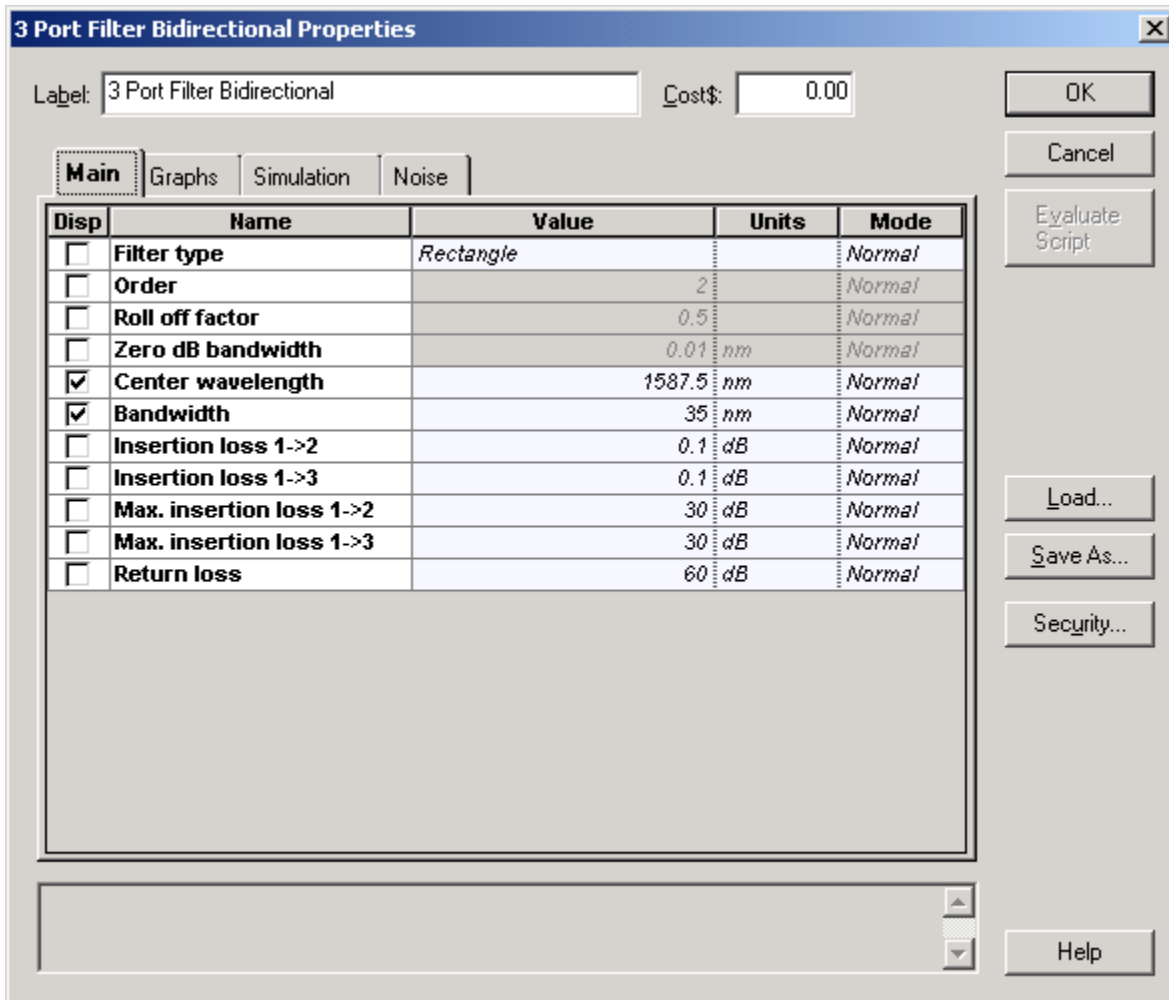 3 Port Filter Bidirectional Properties
Label: 3 Port Filter Bidirectional Cost$: 0.00 OK
Cancel
Main Graphs Simulation Noise
Evaluate
Script
Disp Name Value Units Mode
Filter type Rectangle Normal
Order 2 Normal
Roll off factor 0.5 Normal
Zero dB bandwidth 0.01 nm Normal
Center wavelength 1587.5 nm Normal
Bandwidth 35 nm Normal
Insertion loss 1->2 0.1 dB Normal
Insertion loss 1->3 0.1 dB Normal
Max. insertion loss 1->2 30 dB Normal
Max. insertion loss 1->3 30 dB Normal
Return loss 60 dB Normal
Load...
Save As...
Security...
Help